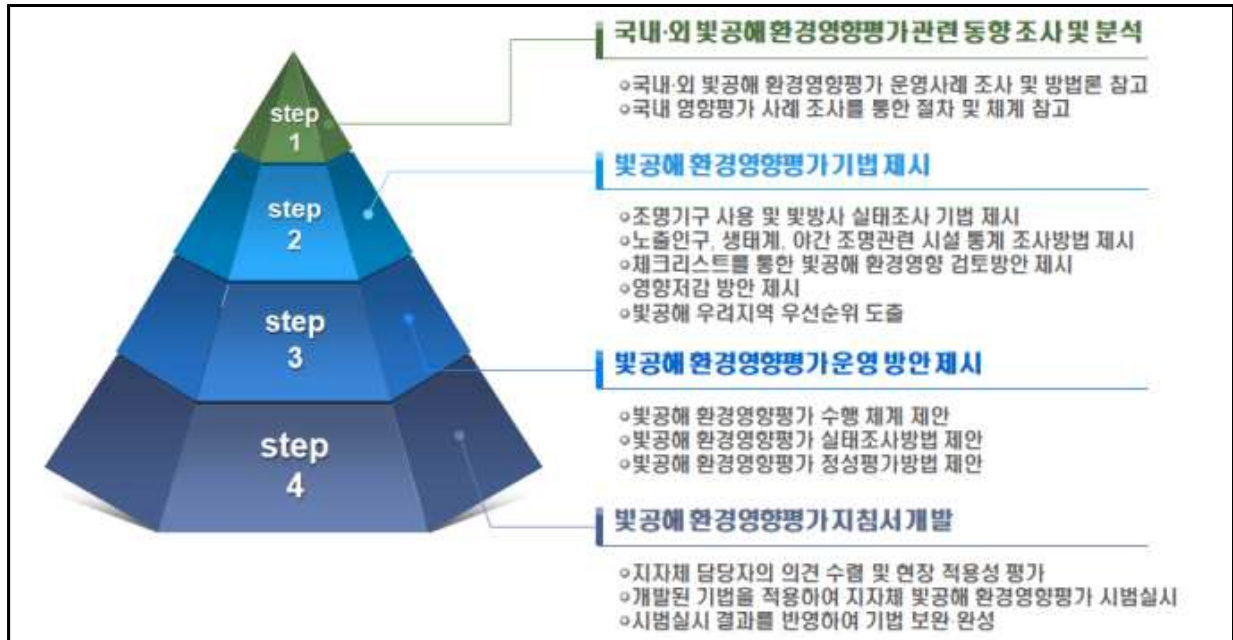 국내·외 빛공해 환경영향평가 관련 동향 조사 및 분석
○국내·외 빛공해 환경영향평가 운영사례 조사 및 방법론 참고
○국내 영향평가 사례 조사를 통한 절차 및 체계 참고
step
1
빛공해 환경영향평가 기법 제시
○조명기구 사용 및 빛방사 실태조사 기법 제시
○노출인구, 생태계, 야간 조명관련 시설 통계 조사방법 제시
○체크리스트를 통한 빛공해 환경영향 검토방안 제시
○영향저감 방안 제시
○빛공해 우려지역 우선순위 도출
step
2
빛공해 환경영향평가 운영 방안 제시
○빛공해 환경영향평가 수행 체계 제안
○빛공해 환경영향평가 실태조사방법 제안
○빛공해 환경영향평가 정성평가방법 제안
step
3
빛공해 환경영향평가 지침서 개발
○지자체 담당자의 의견 수렴 및 현장 적용성 평가
○개발된 기법을 적용하여 지자체 빛공해 환경영향평가 시범실시
○시범실시 결과를 반영하여 기법 보완·완성
step
4